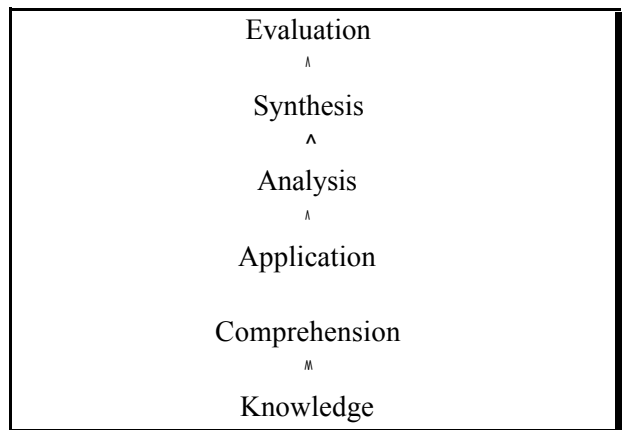 Evaluation
^
Synthesis
^
Analysis
^
Application
Comprehension
^^
Knowledge